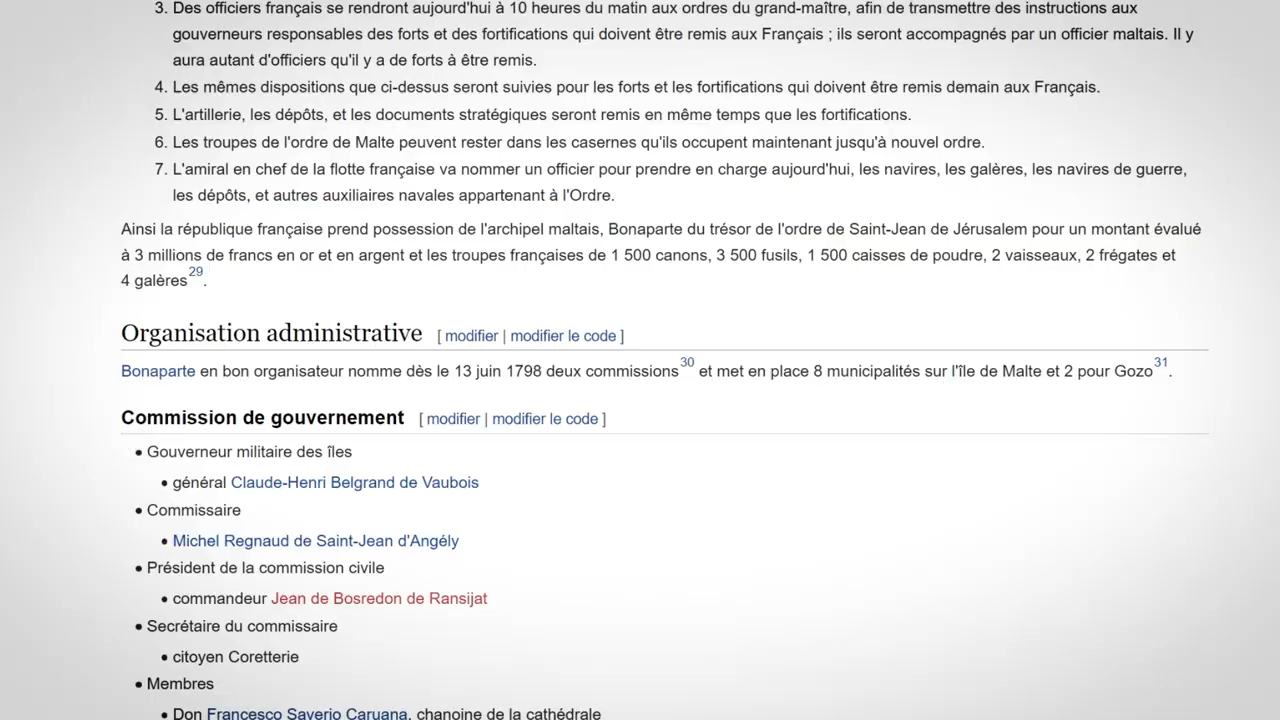 3. Des officiers français se rendront aujourd'hui à 10 heures du matin aux ordres du grand-maître, afin de transmettre des instructions aux
gouverneurs responsables des forts et des fortifications qui doivent être remis aux Français ; ils seront accompagnés par un officier maltais. Il y
aura autant d'officiers qu'il y a de forts à être remis.
4. Les mêmes dispositions que ci-dessus seront suivies pour les forts et les fortifications qui doivent être remis demain aux Français.
5. L'artillerie, les dépôts, et les documents stratégiques seront remis en même temps que les fortifications.
6. Les troupes de l'ordre de Malte peuvent rester dans les casernes qu'ils occupent maintenant jusqu'à nouvel ordre.
7. L'amiral en chef de la flotte française va nommer un officier pour prendre en charge aujourd'hui, les navires, les galères, les navires de guerre,
les dépôts, et autres auxiliaires navales appartenant à l'Ordre.
Ainsi la république française prend possession de l'archipel maltais, Bonaparte du trésor de l'ordre de Saint-Jean de Jérusalem pour un montant évalué
à 3 millions de francs en or et en argent et les troupes françaises de 1 500 canons, 3 500 fusils, 1 500 caisses de poudre, 2 vaisseaux, 2 frégates et
4 galères29.
Organisation administrative [ modifier | modifier le code ]
Bonaparte en bon organisateur nomme dès le 13 juin 1798 deux commissions30 et met en place 8 municipalités sur l'île de Malte et 2 pour Gozo31.
Commission de gouvernement [ modifier | modifier le code ]
• Gouverneur militaire des îles
• général Claude-Henri Belgrand de Vaubois
• Commissaire
• Michel Regnaud de Saint-Jean d'Angély
• Président de la commission civile
• commandeur Jean de Bosredon de Ransijat
• Secrétaire du commissaire
• citoyen Coretterie
• Membres
• Don Francesco Saverio Caruana, chanoine de la cathédrale